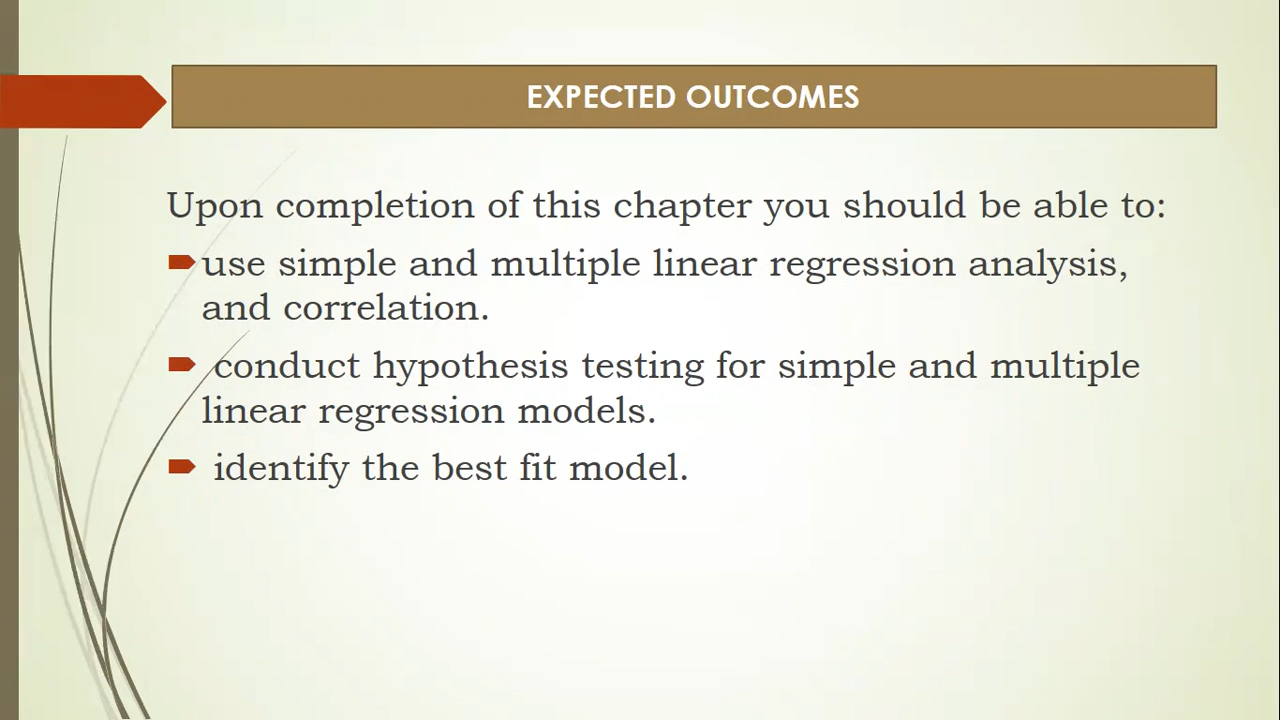 EXPECTED OUTCOMES
Upon completion of this chapter you should be able to:
use simple and multiple linear regression analysis,
and correlation.
conduct hypothesis testing for simple and multiple
linear regression models.
identify the best fit model.